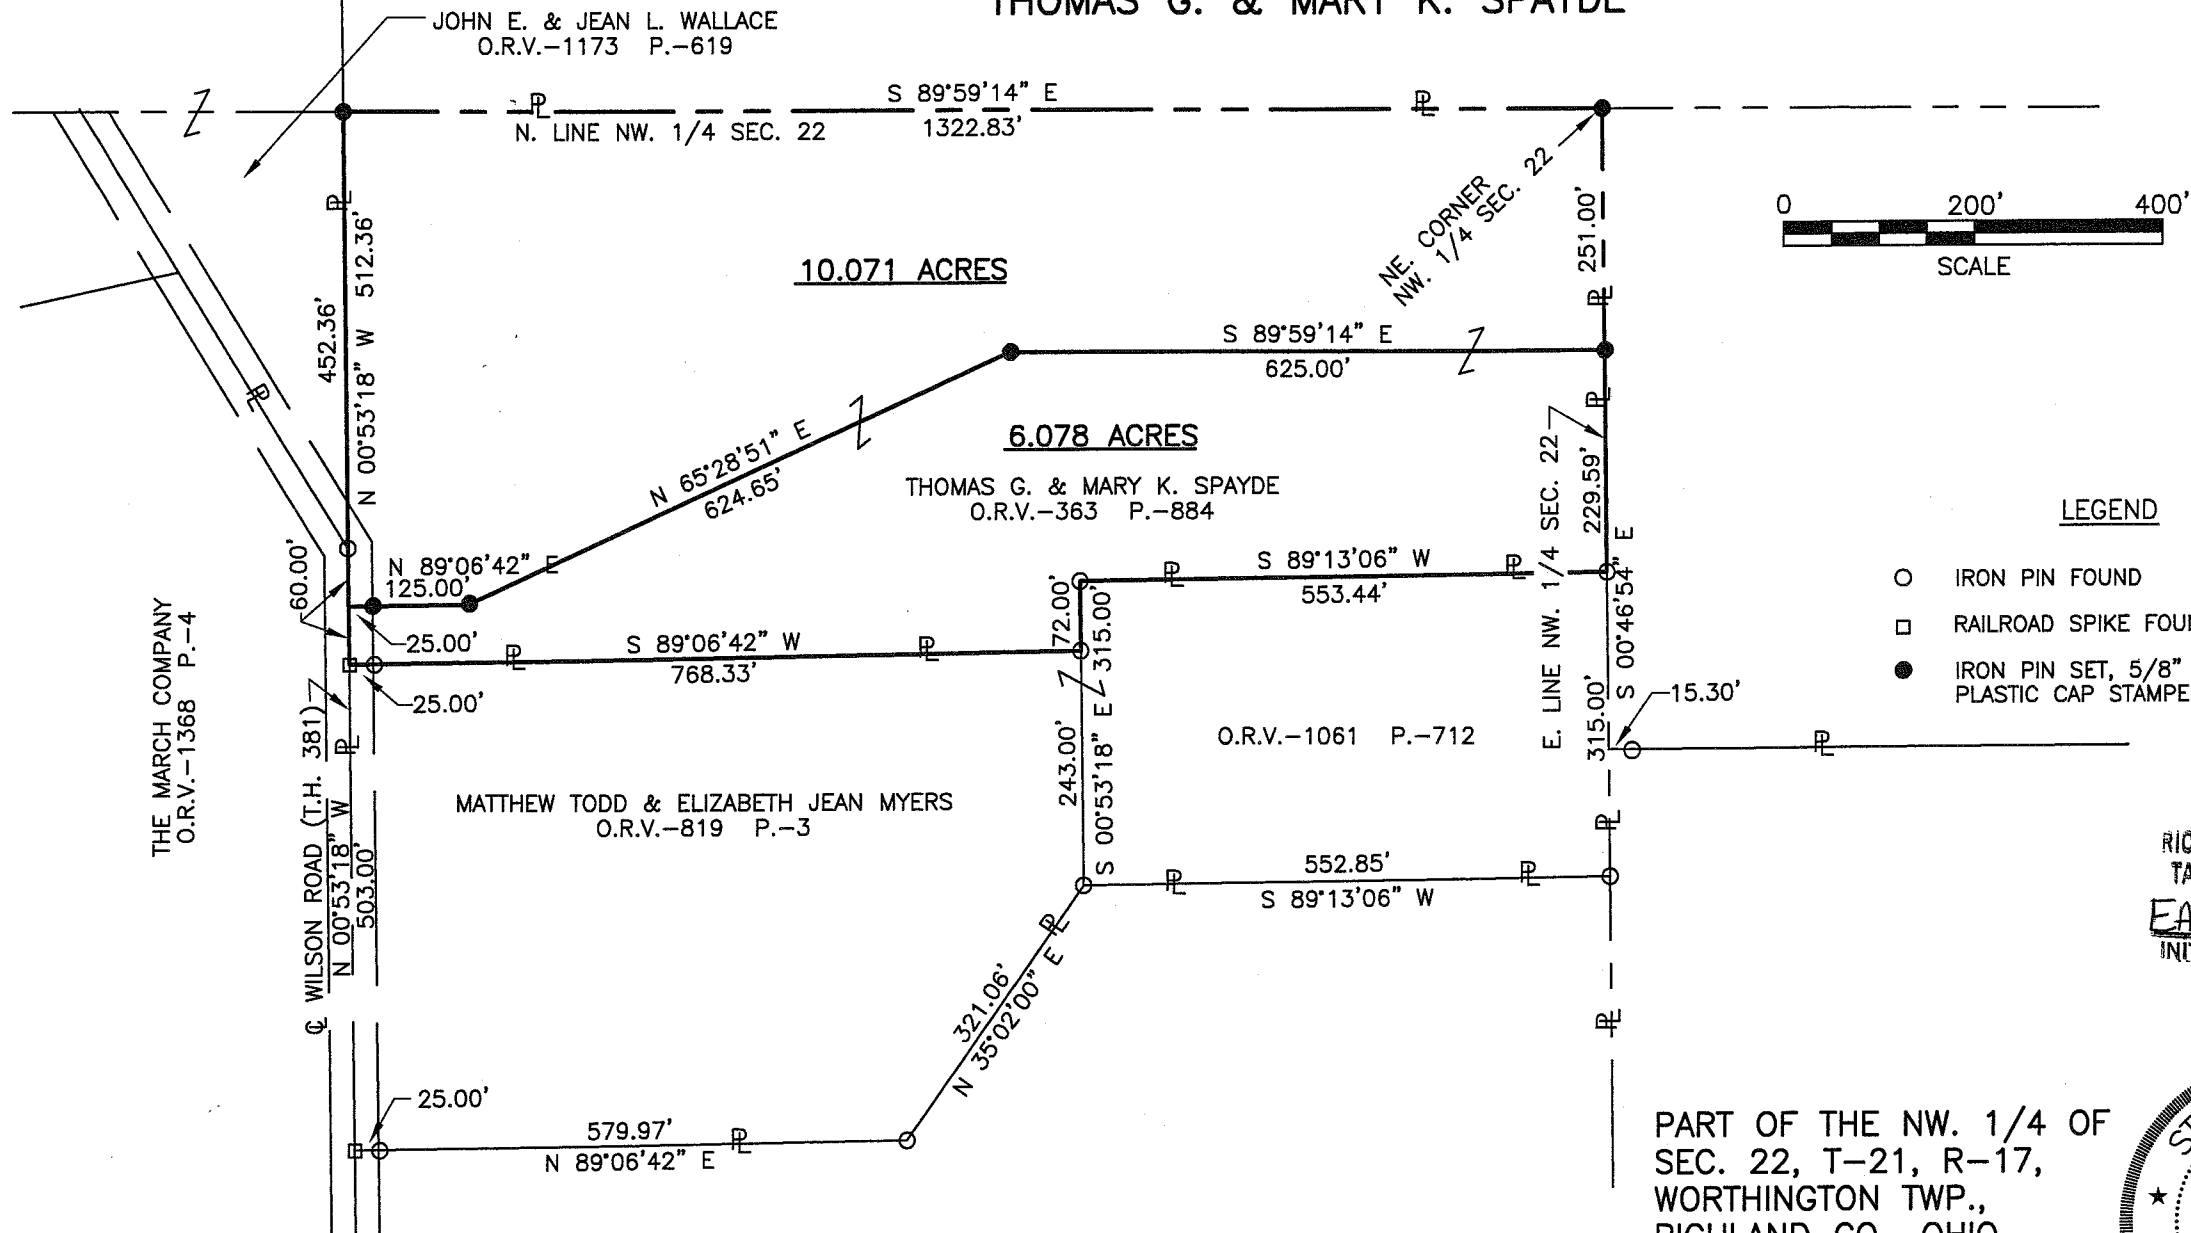 THOMAS G. & MARY K. SPAYDE
JOHN E. & JEAN L. WALLACE
O.R.V.-1173 P.-619
S 89°59'14" E
N. LINE NW. 1/4 SEC. 22
1322.83'
NE. CORNER
NW. 1/4 SEC. 22
251.00'
0 200' 400'
SCALE
452.36'
N 00°53'18" W 512.36'
10.071 ACRES
S 89°59'14" E
625.00'
N 65°28'51" E
624.65'
6.078 ACRES
THOMAS G. & MARY K. SPAYDE
O.R.V.-363 P.-884
E. LINE NW. 1/4 SEC. 22
229.59'
S 00°46'54" E
315.00'
15.30'
LEGEND
IRON PIN FOUND
RAILROAD SPIKE FOU
IRON PIN SET, 5/8"
PLASTIC CAP STAMPE
60.00'
N 89°06'42" E
125.00'
25.00'
S 89°13'06" W
553.44'
72.00'
S 00°53'18" E 315.00'
243.00'
S 89°06'42" W
768.33'
25.00'
THE MARCH COMPANY
O.R.V.-1368 P.-4
℄ WILSON ROAD (T.H. 381)
N 00°53'18" W
503.00'
MATTHEW TODD & ELIZABETH JEAN MYERS
O.R.V.-819 P.-3
O.R.V.-1061 P.-712
552.85'
S 89°13'06" W
321.06'
N 35°02'00" E
25.00'
579.97'
N 89°06'42" E
RIC
TA
EA
INI
PART OF THE NW. 1/4 OF
SEC. 22, T-21, R-17,
WORTHINGTON TWP.,
RICHLAND CO., OHIO